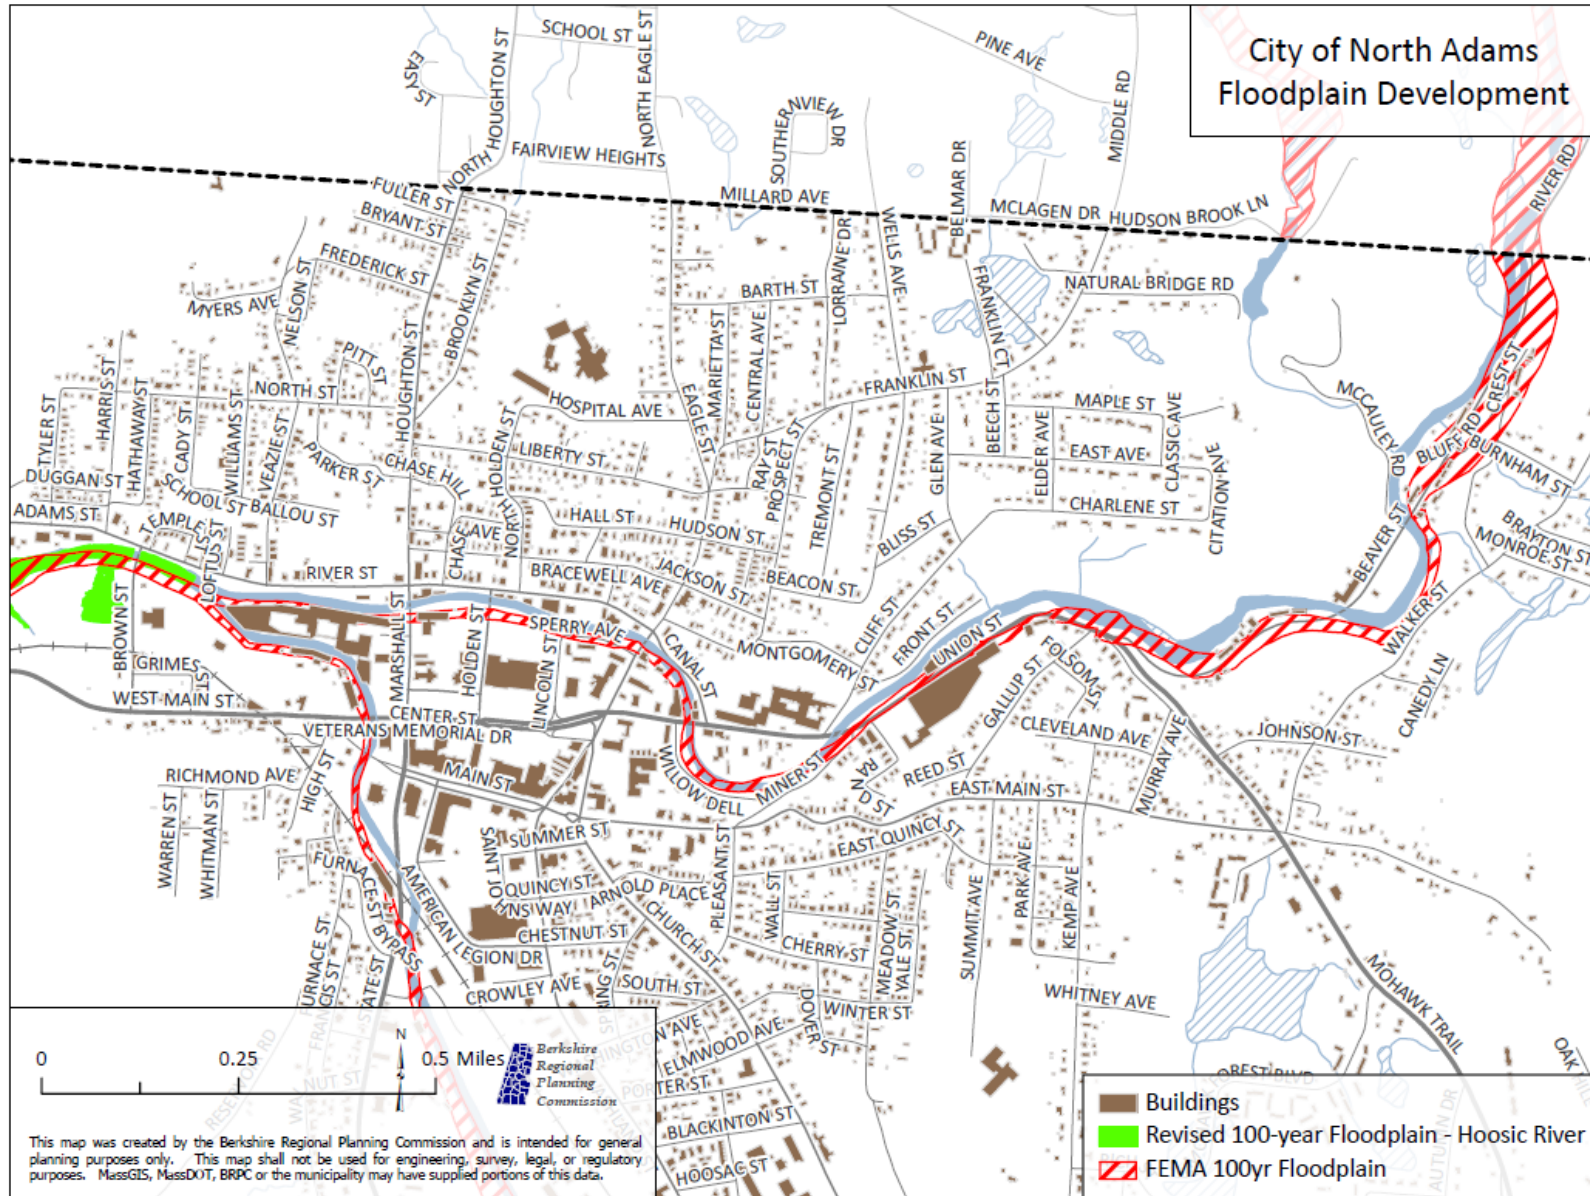 City of North Adams
Floodplain Development
SCHOOL ST
EASY ST
NORTH HOUGHTON ST
NORTH EAGLE ST
PINE AVE
MIDDLE RD
SOUTHERNVIEW DR
FAIRVIEW HEIGHTS
RIVER RD
FULLER ST
BRYANT ST
MILLARD AVE
BELMAR DR
MCLAGEN DR
HUDSON BROOK LN
WELLS AVE
LORRAINE DR
FREDERICK ST
MYERS AVE
NELSON ST
BROOKLYN ST
HOUGHTON ST
BARTH ST
FRANKLIN CT
NATURAL BRIDGE RD
MARIETTA ST
CENTRAL AVE
PITT ST
NORTH ST
FRANKLIN ST
CREST ST
MCCAULEY RD
TYLER ST
HARRIS ST
HATHAWAY ST
CADY ST
WILLIAMS ST
VEAZIE ST
HOSPITAL AVE
EAGLE ST
BEECH ST
MAPLE ST
CLASSIC AVE
PARKER ST
CHASE HILL
HOLDEN ST
LIBERTY ST
RAY ST
PROSPECT ST
TREMONT ST
GLEN AVE
ELDER AVE
EAST AVE
CITATION AVE
BLUFF RD
BURNHAM ST
DUGGAN ST
SCHOOL ST
BALLOU ST
ADAMS ST
TEMPLE ST
LOFTUS ST
CHASE AVE
NORTH
HALL ST
HUDSON ST
BLISS ST
CHARLENE ST
BRAYTON ST
MONROE ST
BEAVER ST
RIVER ST
BRACEWELL AVE
JACKSON ST
BEACON ST
BROWN ST
MARSHALL ST
HOLDEN ST
SPERRY AVE
CANAL ST
MONTGOMERY ST
CLIFF ST
FRONT ST
UNION ST
WALKER ST
GRIMES ST
LINCOLN ST
FOLSOM ST
GALLUP ST
CANEDY LN
WEST MAIN ST
CENTER ST
VETERANS MEMORIAL DR
CLEVELAND AVE
MURRAY AVE
JOHNSON ST
RICHMOND AVE
HIGH ST
MAIN ST
WILLOW DELL
MINER ST
RAND ST
REED ST
EAST MAIN ST
WARREN ST
WHITMAN ST
SUMMER ST
EAST QUINCY ST
FURNACE ST BYPASS
AMERICAN LEGION DR
SAINT JOHNS WAY
QUINCY ST
ARNOLD PLACE
PLEASANT ST
WALL ST
SUMMIT AVE
PARK AVE
KEMP AVE
CHESTNUT ST
CHURCH ST
CHERRY ST
MEADOW ST
YALE ST
FURNACE ST
STATE ST
CROWLEY AVE
SPRING ST
SOUTH ST
DOVER ST
WINTER ST
WHITNEY AVE
MOHAWK TRAIL
ELMWOOD AVE
PORTER ST
BLACKINTON ST
HOOSAC ST
RESERVOIR RD
WALNUT ST
FOREST BLVD
AUTUMN DR
0 0.25 0.5 Miles
N
Berkshire
Regional
Planning
Commission
This map was created by the Berkshire Regional Planning Commission and is intended for general
planning purposes only. This map shall not be used for engineering, survey, legal, or regulatory
purposes. MassGIS, MassDOT, BRPC or the municipality may have supplied portions of this data.
Buildings
Revised 100-year Floodplain - Hoosic River
FEMA 100yr Floodplain